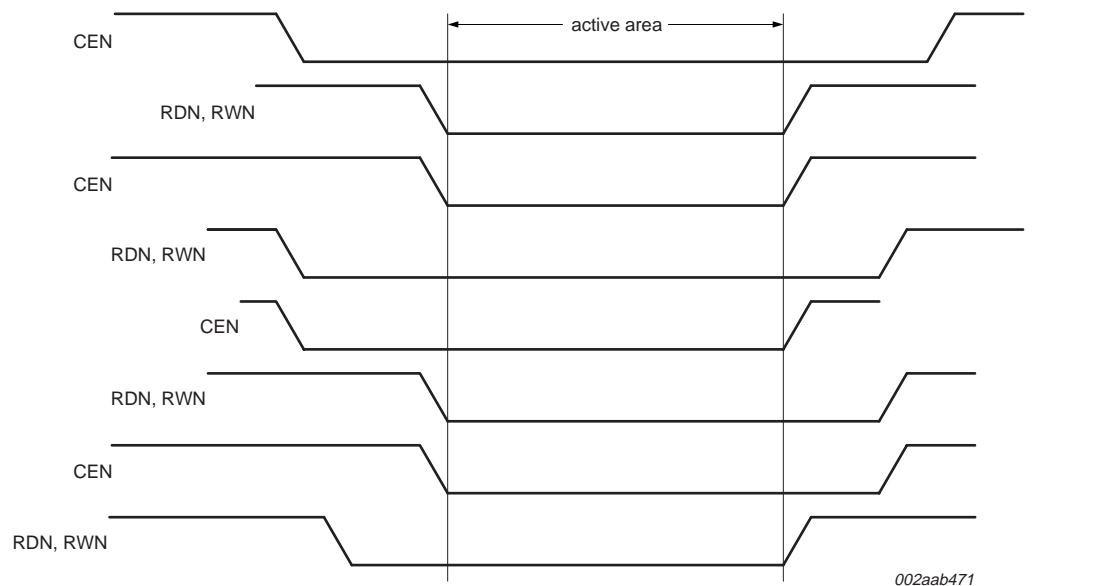 active area
CEN
RDN, RWN
CEN
RDN, RWN
CEN
RDN, RWN
CEN
RDN, RWN
002aab471